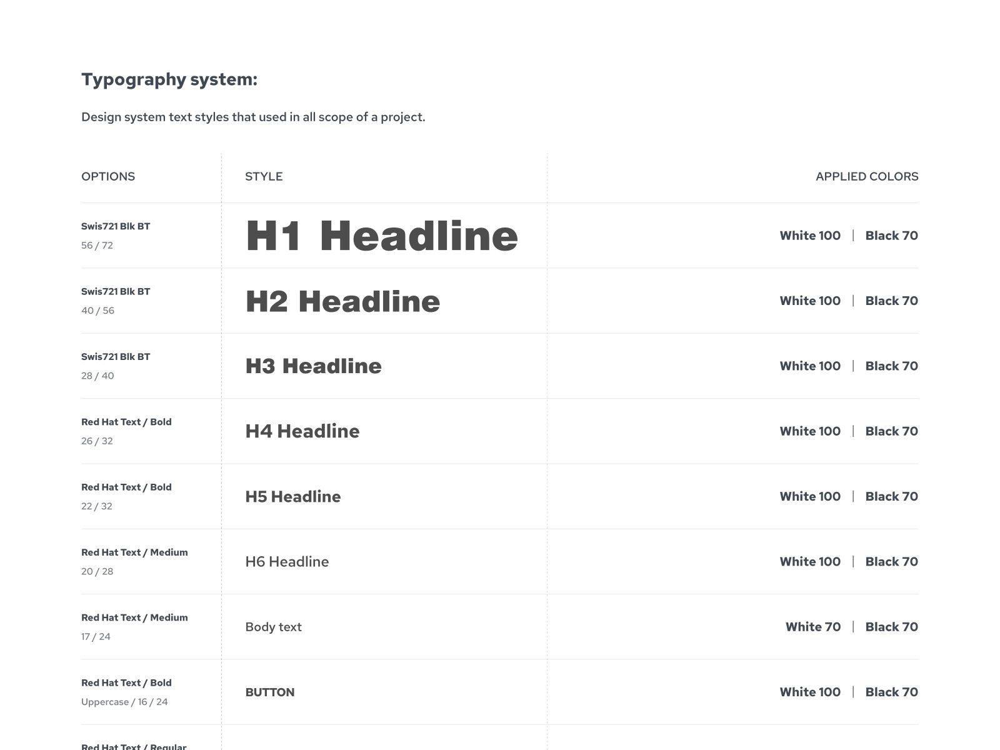 Typography system:
Design system text styles that used in all scope of a project.
OPTIONS STYLE APPLIED COLORS
Swis721 Blk BT
56 / 72
H1 Headline
White 100 | Black 70
Swis721 Blk BT
40 / 56
H2 Headline
White 100 | Black 70
Swis721 Blk BT
28 / 40
H3 Headline
White 100 | Black 70
Red Hat Text / Bold
26 / 32
H4 Headline
White 100 | Black 70
Red Hat Text / Bold
22 / 32
H5 Headline
White 100 | Black 70
Red Hat Text / Medium
20 / 28
H6 Headline
White 100 | Black 70
Red Hat Text / Medium
17 / 24
Body text
White 70 | Black 70
Red Hat Text / Bold
Uppercase / 16 / 24
BUTTON
White 100 | Black 70
Red Hat Text / Regular